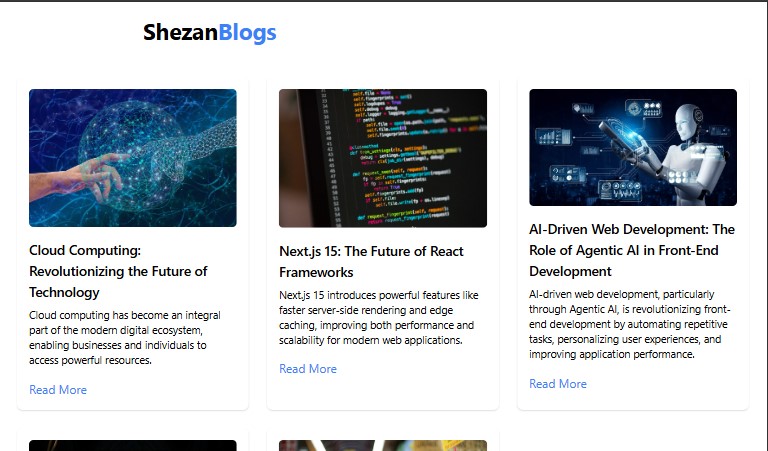 ShezanBlogs
Cloud Computing:
Revolutionizing the Future of
Technology
Cloud computing has become an integral
part of the modern digital ecosystem,
enabling businesses and individuals to
access powerful resources.
Read More
Next.js 15: The Future of React
Frameworks
Next.js 15 introduces powerful features like
faster server-side rendering and edge
caching, improving both performance and
scalability for modern web applications.
Read More
AI-Driven Web Development: The
Role of Agentic AI in Front-End
Development
AI-driven web development, particularly
through Agentic AI, is revolutionizing front-
end development by automating repetitive
tasks, personalizing user experiences, and
improving application performance.
Read More